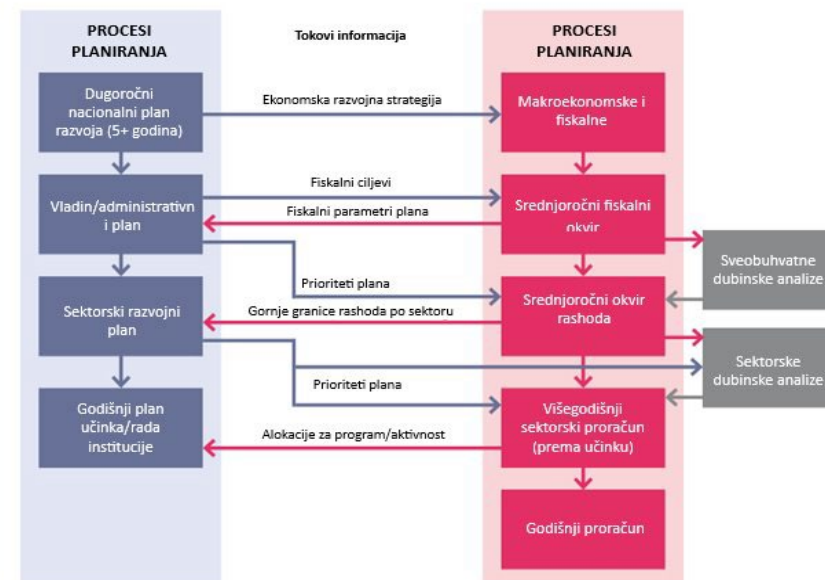 PROCESI
PLANIRANJA
Tokovi informacija
PROCESI
PLANIRANJA
Dugoročni
nacionalni plan
razvoja (5+ godina)
Ekonomska razvojna strategija
Makroekonomske i
fiskalne
Fiskalni ciljevi
Vladin/administrativn
i plan
Fiskalni parametri plana
Srednjoročni fiskalni
okvir
Sveobuhvatne
dubinske analize
Prioriteti plana
Sektorski razvojni
plan
Gornje granice rashoda po sektoru
Srednjoročni okvir
rashoda
Sektorske
dubinske analize
Prioriteti plana
Godišnji plan
učinka/rada
institucije
Alokacije za program/aktivnost
Višegodišnji
sektorski proračun
(prema učinku)
Godišnji proračun